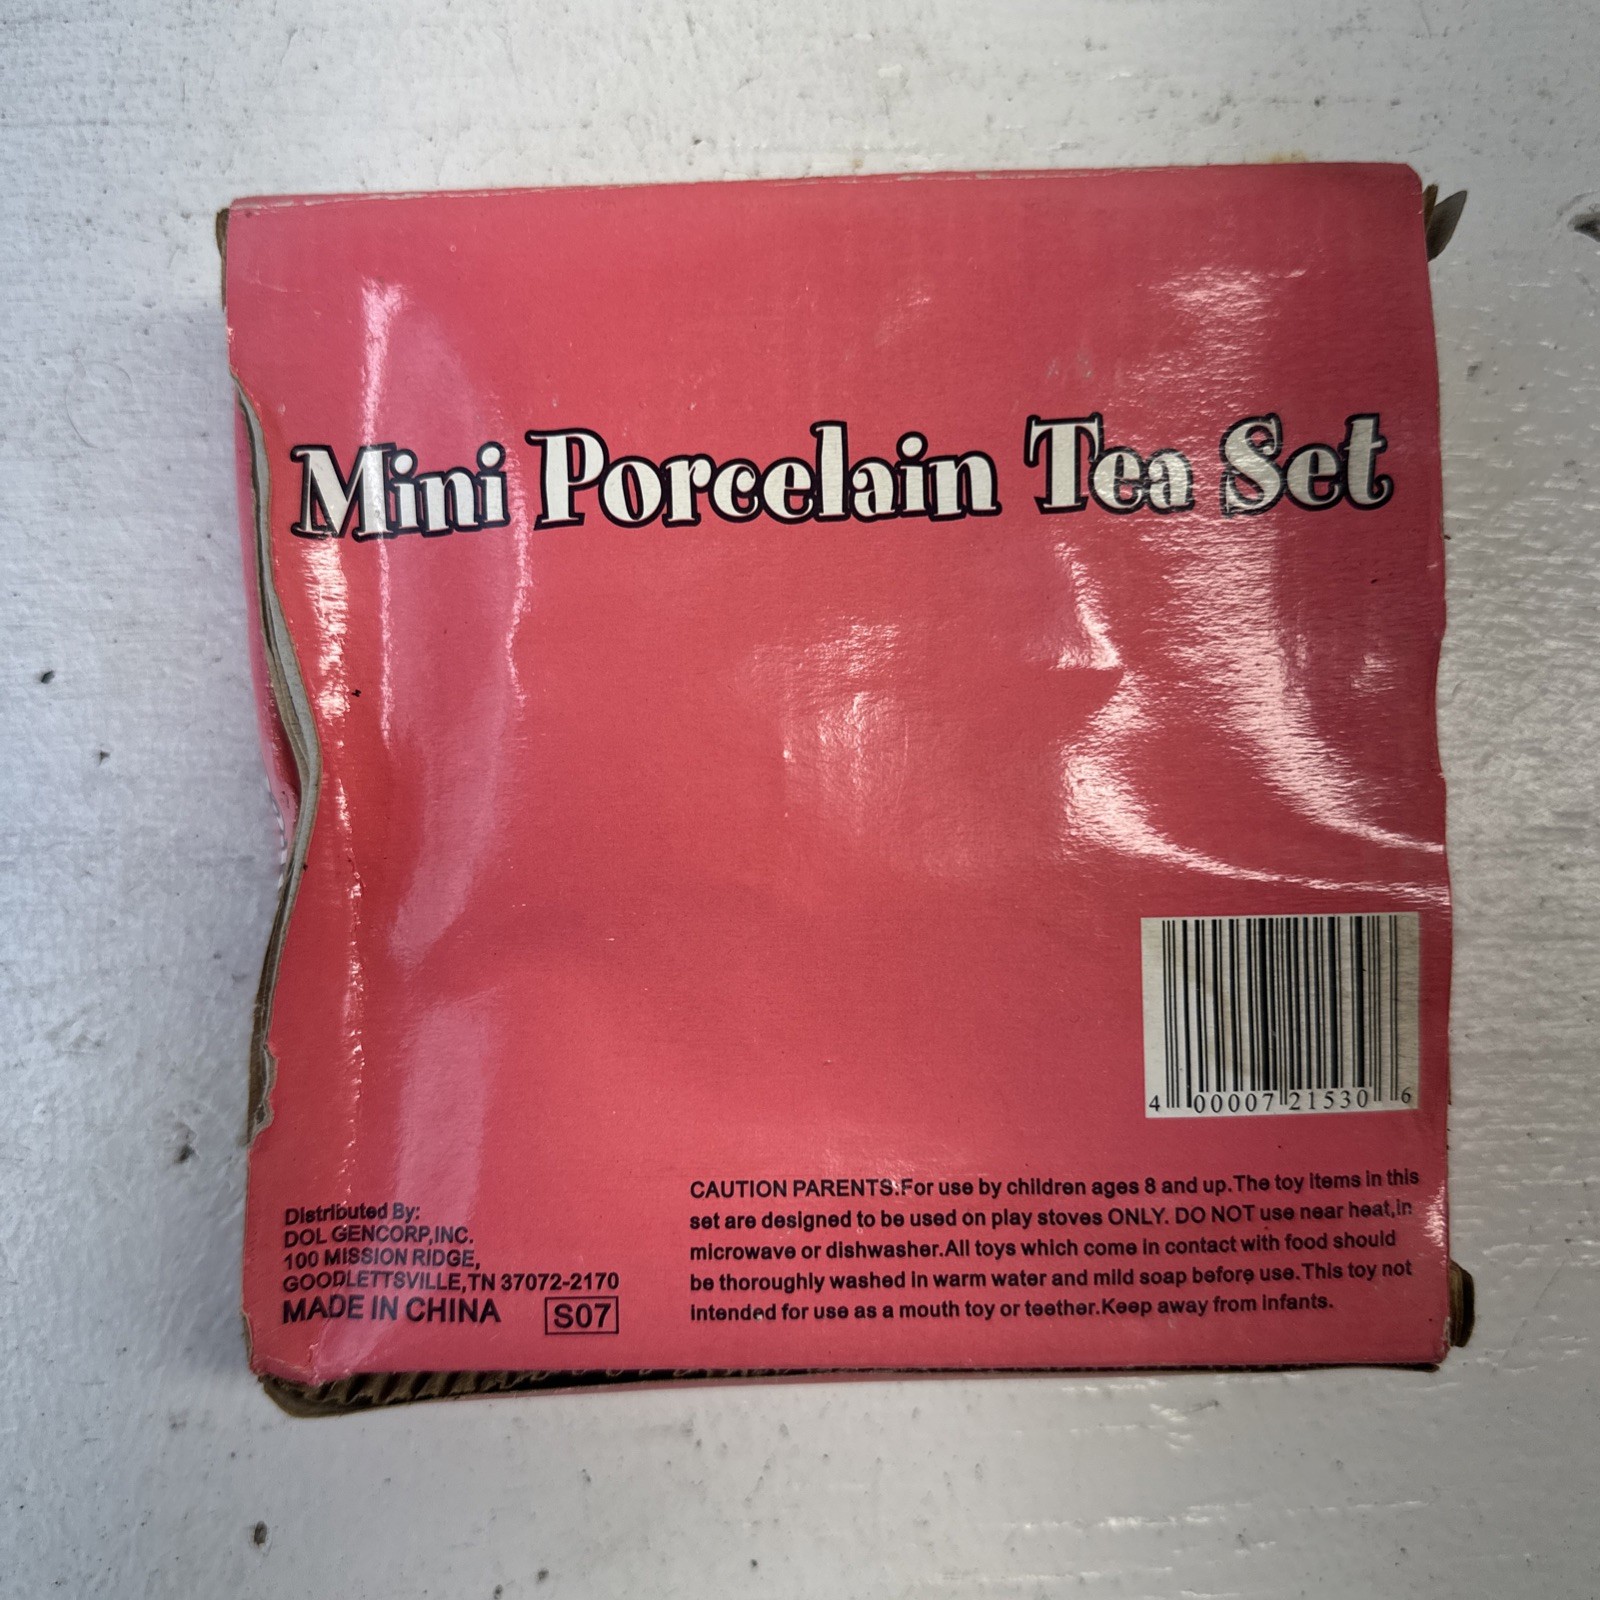 Mini Porcelain Tea Set
4 00007 21530 6
Distributed By:
DOLGENCORP,INC.
100 MISSION RIDGE,
GOODLETTSVILLE,TN 37072-2170
MADE IN CHINA S07
CAUTION PARENTS:For use by children ages 8 and up.The toy items in this
set are designed to be used on play stoves ONLY. DO NOT use near heat,in
microwave or dishwasher.All toys which come in contact with food should
be thoroughly washed in warm water and mild soap before use.This toy not
intended for use as a mouth toy or teether.Keep away from infants.